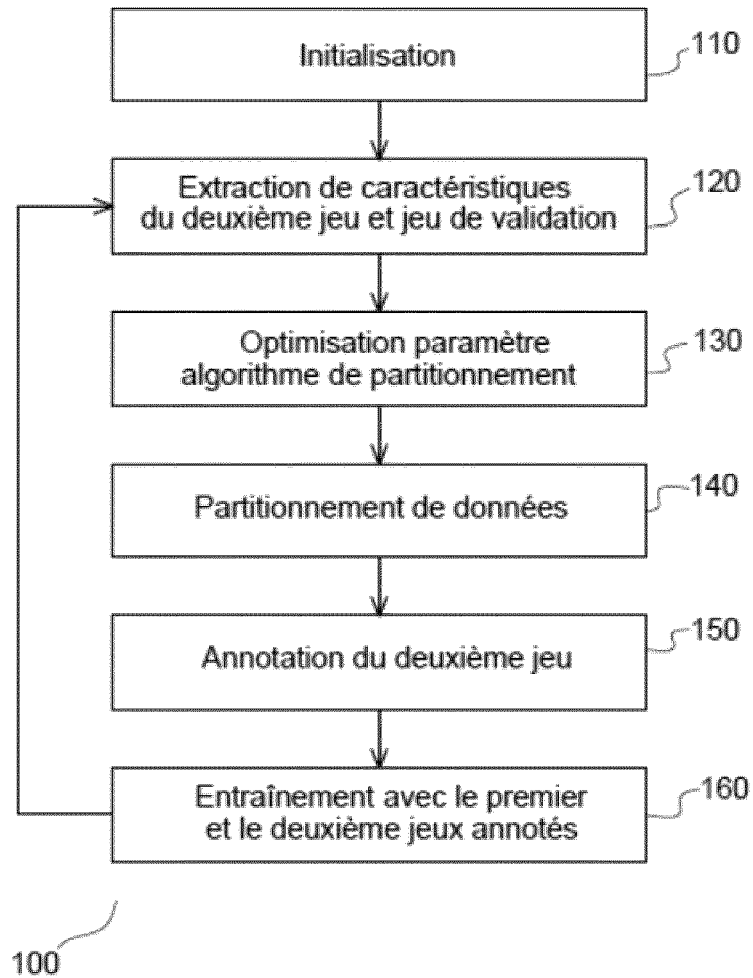 Initialisation
110
Extraction de caractéristiques
du deuxième jeu et jeu de validation
120
Optimisation paramètre
algorithme de partitionnement
130
Partitionnement de données
140
Annotation du deuxième jeu
150
Entraînement avec le premier
et le deuxième jeux annotés
160
100